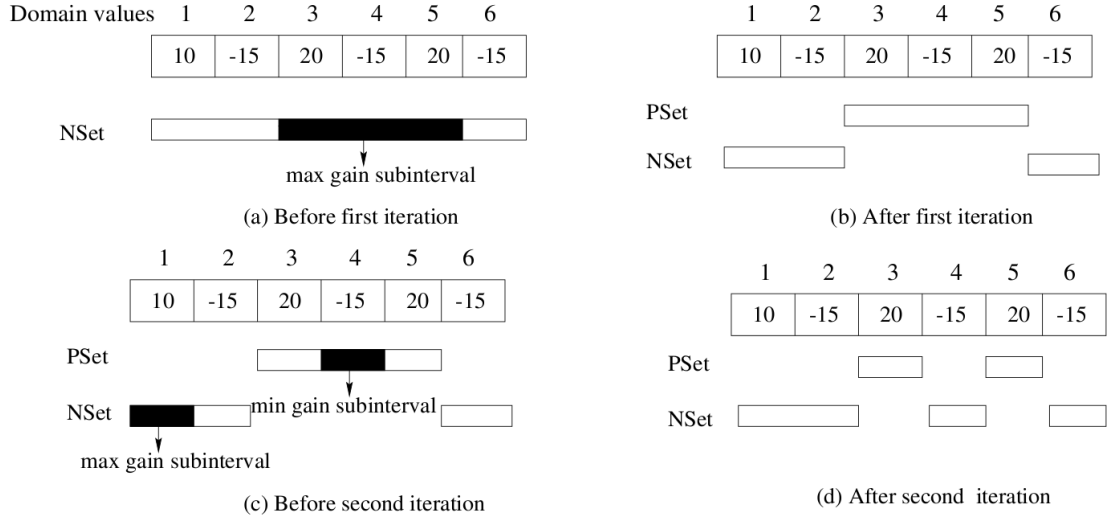 Domain values 1 2 3 4 5 6
10 -15 20 -15 20 -15
NSet
max gain subinterval
(a) Before first iteration
1 2 3 4 5 6
10 -15 20 -15 20 -15
PSet
NSet
(b) After first iteration
1 2 3 4 5 6
10 -15 20 -15 20 -15
PSet
min gain subinterval
NSet
max gain subinterval
(c) Before second iteration
1 2 3 4 5 6
10 -15 20 -15 20 -15
PSet
NSet
(d) After second iteration